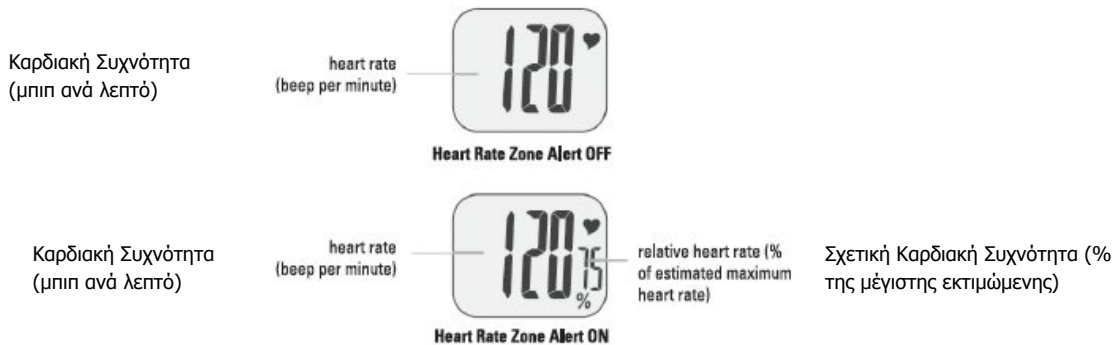 120
Καρδιακή Συχνότητα
(μπιπ ανά λεπτό)
heart rate
(beep per minute)
Heart Rate Zone Alert OFF
Καρδιακή Συχνότητα
(μπιπ ανά λεπτό)
heart rate
(beep per minute)
120
75
%
relative heart rate (%
of estimated maximum
heart rate)
Σχετική Καρδιακή Συχνότητα (%
της μέγιστης εκτιμώμενης)
Heart Rate Zone Alert ON